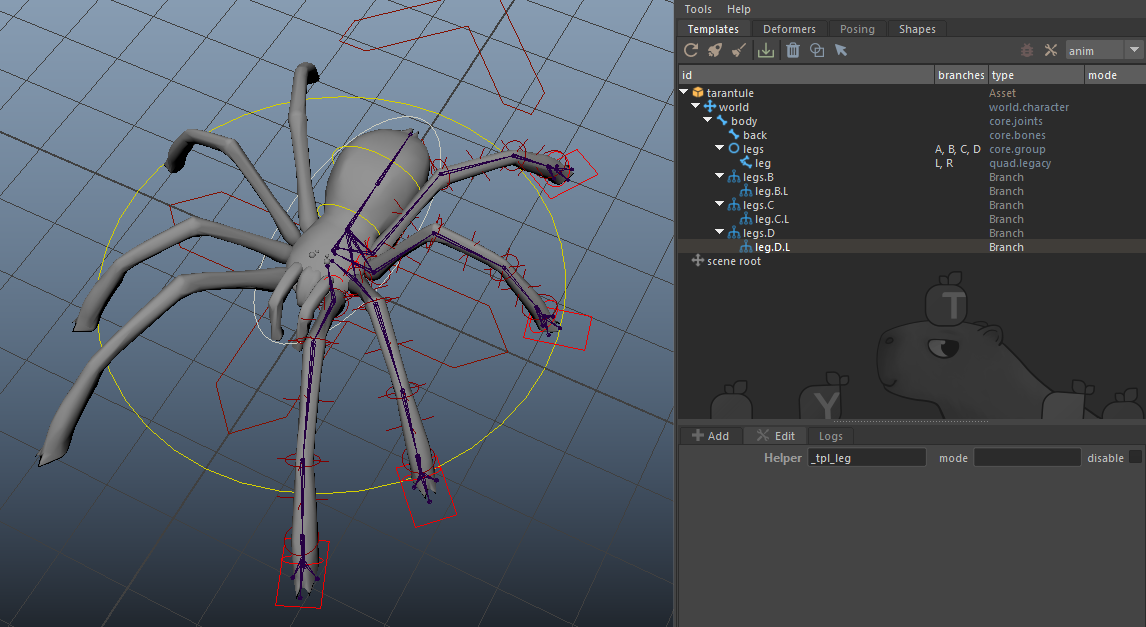 Tools Help
Templates Deformers Posing Shapes
anim
id branches type mode
tarantule Asset
world world.character
body core.joints
back core.bones
legs A, B, C, D core.group
leg L, R quad.legacy
legs.B Branch
leg.B.L Branch
legs.C Branch
leg.C.L Branch
legs.D Branch
leg.D.L Branch
scene root
T
Y
Add Edit Logs
Helper _tpl_leg mode disable